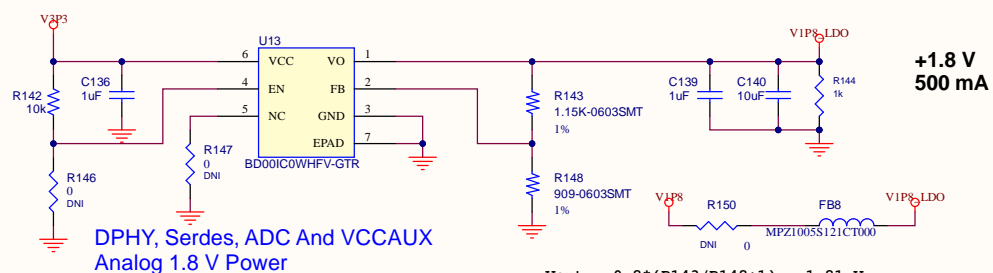 V3P3
U13
V1P8_LDO
+1.8 V
500 mA
6 VCC VO 1
4 EN FB 2
5 NC GND 3
EPAD 7
BD00IC0WHFV-GTR
R142
10k
C136
1uF
R143
1.15K-0603SMT
1%
C139
1uF
C140
10uF
R144
1k
R147
0
DNI
R146
0
DNI
R148
909-0603SMT
1%
V1P8
R150
DNI 0
FB8
MPZ1005S121CT000
V1P8_LDO
DPHY, Serdes, ADC And VCCAUX
Analog 1.8 V Power